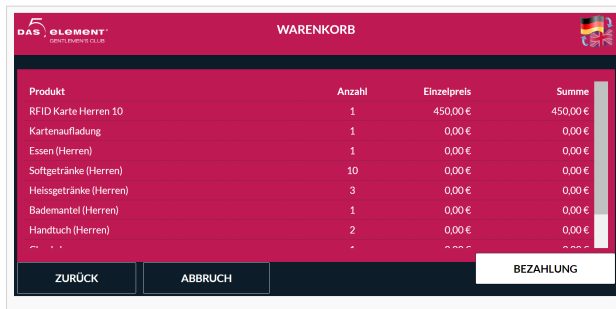 5
DAS ELEMENT
GENTLEMEN'S CLUB
WARENKORB
Produkt Anzahl Einzelpreis Summe
RFID Karte Herren 10 1 450,00 € 450,00 €
Kartenaufladung 1 0,00 € 0,00 €
Essen (Herren) 1 0,00 € 0,00 €
Softgetränke (Herren) 10 0,00 € 0,00 €
Heissgetränke (Herren) 3 0,00 € 0,00 €
Bademantel (Herren) 1 0,00 € 0,00 €
Handtuch (Herren) 2 0,00 € 0,00 €
ZURÜCK ABBRUCH BEZAHLUNG